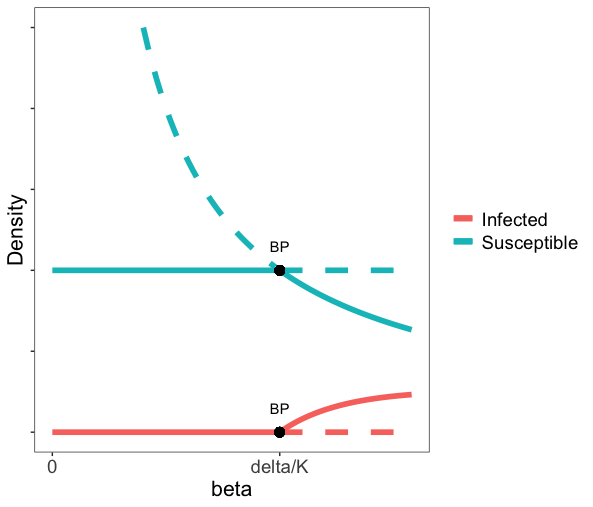 Density
BP
BP
0
delta/K
beta
Infected
Susceptible